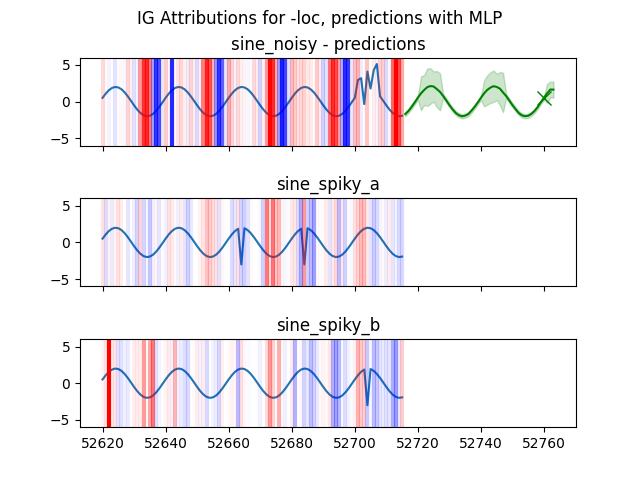 IG Attributions for -loc, predictions with MLP
sine_noisy - predictions
5
0
−5
sine_spiky_a
5
0
−5
sine_spiky_b
5
0
−5
52620 52640 52660 52680 52700 52720 52740 52760